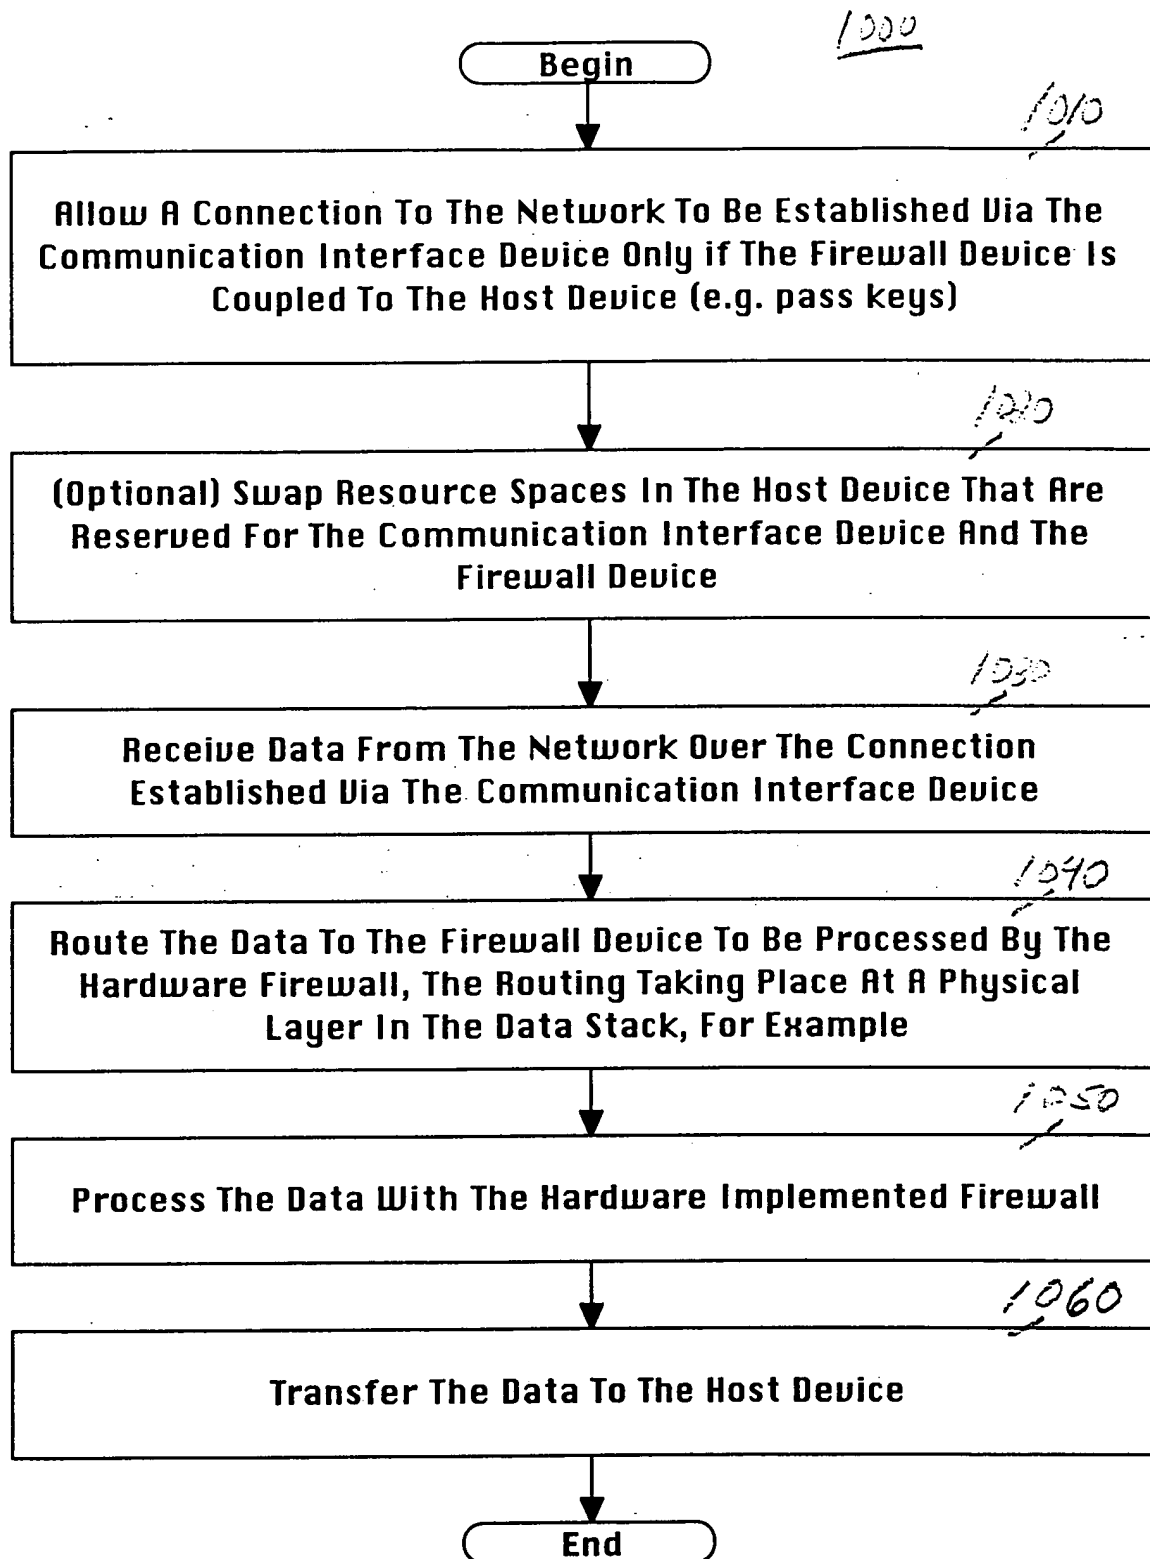 1000
Begin
1010
Allow A Connection To The Network To Be Established Via The
Communication Interface Device Only if The Firewall Device Is
Coupled To The Host Device (e.g. pass keys)
1020
(Optional) Swap Resource Spaces In The Host Device That Are
Reserved For The Communication Interface Device And The
Firewall Device
1030
Receive Data From The Network Over The Connection
Established Via The Communication Interface Device
1040
Route The Data To The Firewall Device To Be Processed By The
Hardware Firewall, The Routing Taking Place At A Physical
Layer In The Data Stack, For Example
1050
Process The Data With The Hardware Implemented Firewall
1060
Transfer The Data To The Host Device
End